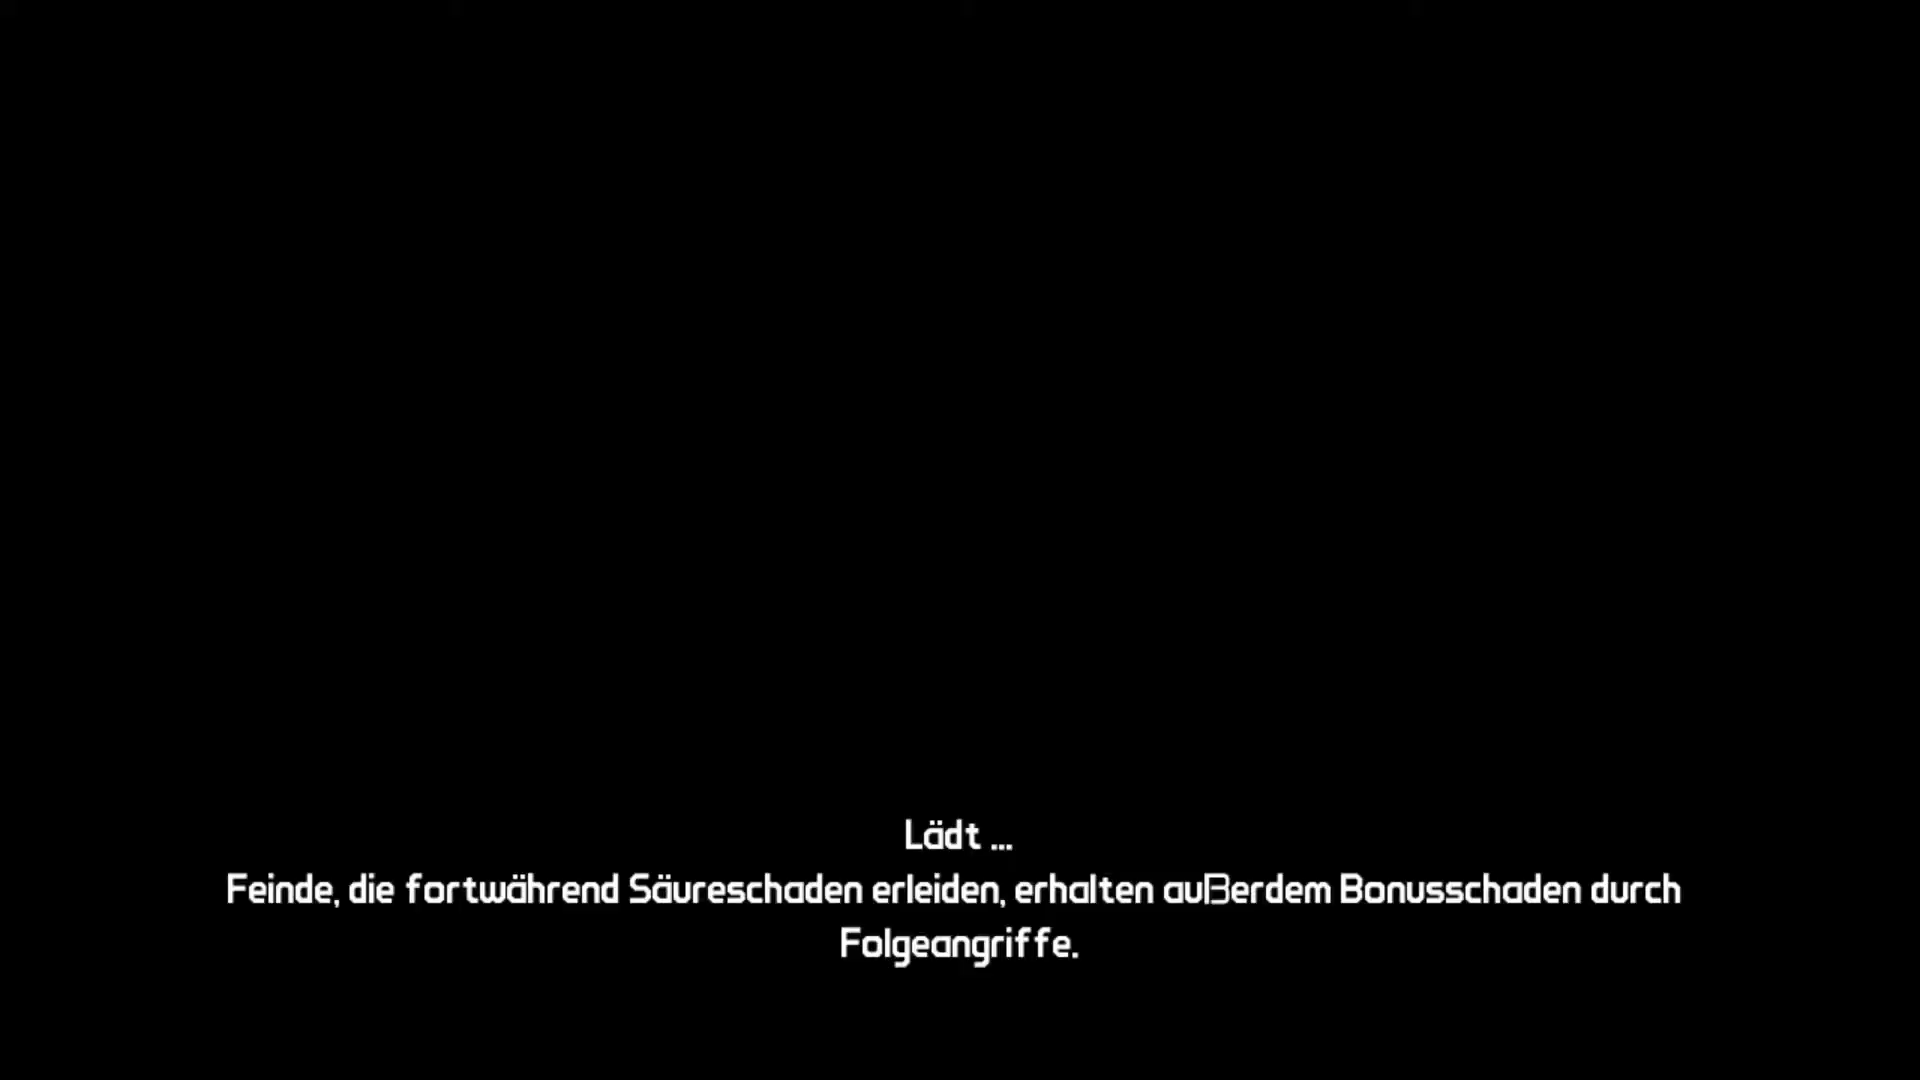 Lädt ...
Feinde, die fortwährend Säureschaden erleiden, erhalten außerdem Bonusschaden durch
Folgeangriffe.